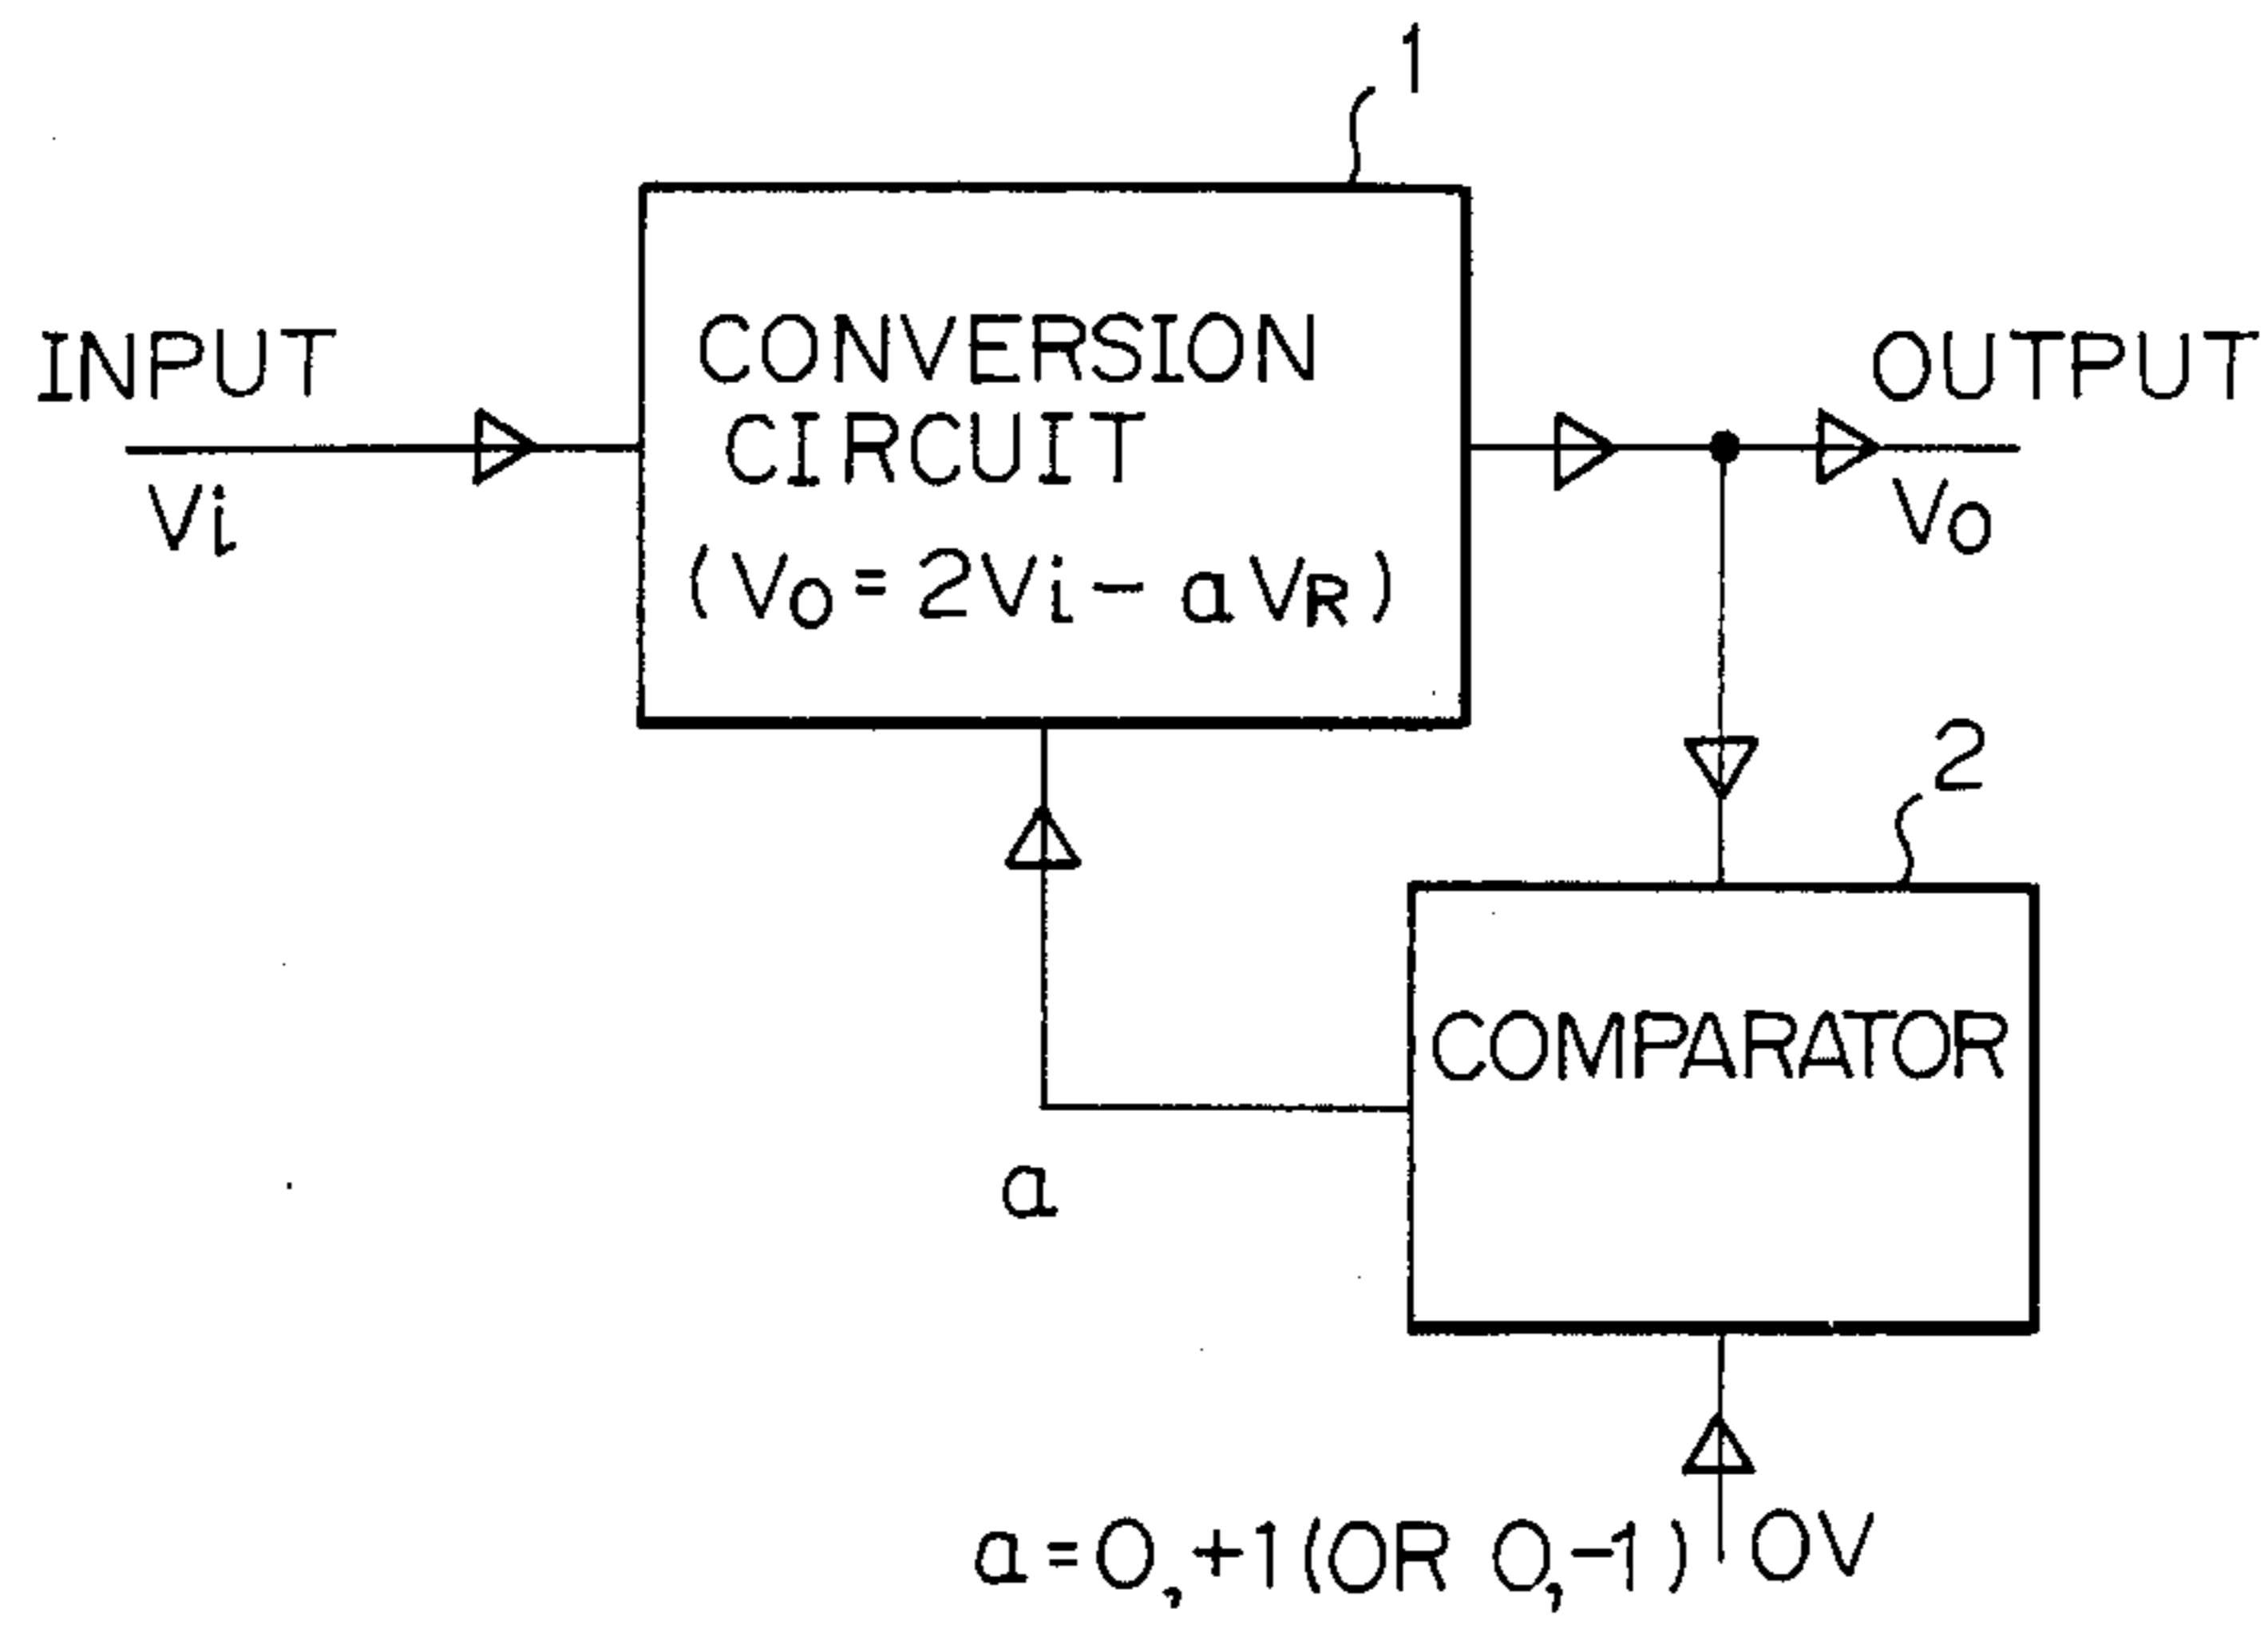 1
INPUT
Vi
CONVERSION
CIRCUIT
(Vo = 2Vi - aVR)
OUTPUT
Vo
2
COMPARATOR
a
a = 0, +1 (OR 0, -1)
0V